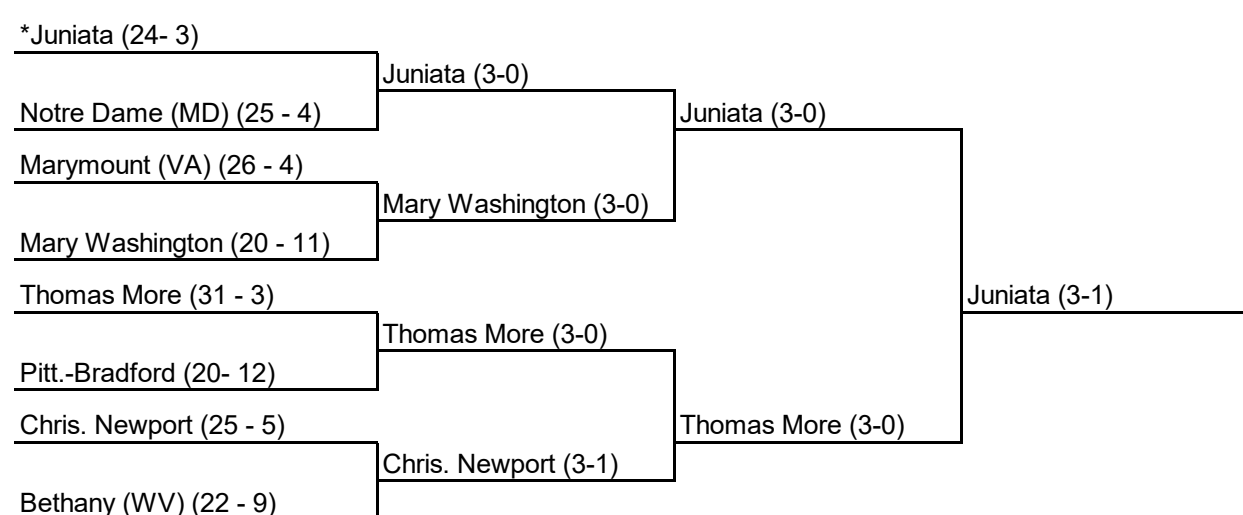 *Juniata (24- 3)
Juniata (3-0)
Notre Dame (MD) (25 - 4)
Juniata (3-0)
Marymount (VA) (26 - 4)
Mary Washington (3-0)
Mary Washington (20 - 11)
Thomas More (31 - 3)
Juniata (3-1)
Thomas More (3-0)
Pitt.-Bradford (20- 12)
Chris. Newport (25 - 5)
Thomas More (3-0)
Chris. Newport (3-1)
Bethany (WV) (22 - 9)